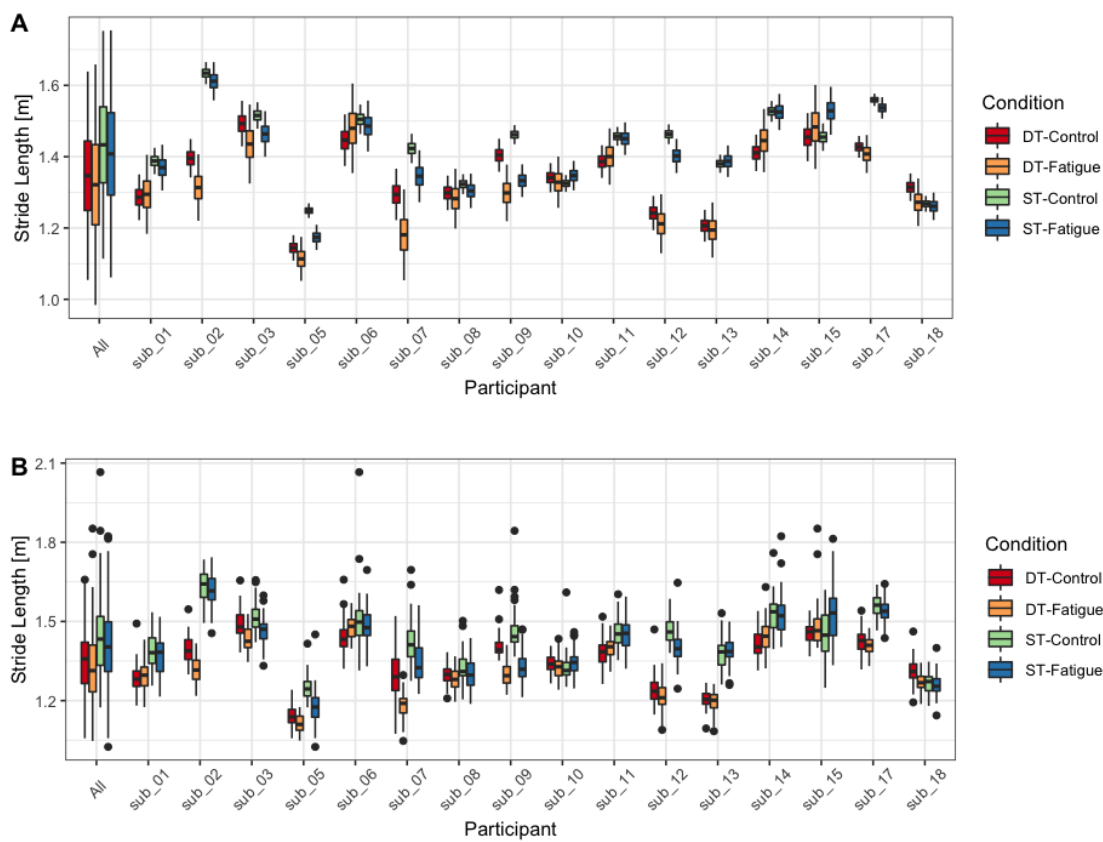 A
Stride Length [m]
1.6
1.4
1.2
1.0
All
sub_01
sub_02
sub_03
sub_05
sub_06
sub_07
sub_08
sub_09
sub_10
sub_11
sub_12
sub_13
sub_14
sub_15
sub_17
sub_18
Participant
Condition
DT-Control
DT-Fatigue
ST-Control
ST-Fatigue
B
Stride Length [m]
2.1
1.8
1.5
1.2
All
sub_01
sub_02
sub_03
sub_05
sub_06
sub_07
sub_08
sub_09
sub_10
sub_11
sub_12
sub_13
sub_14
sub_15
sub_17
sub_18
Participant
Condition
DT-Control
DT-Fatigue
ST-Control
ST-Fatigue